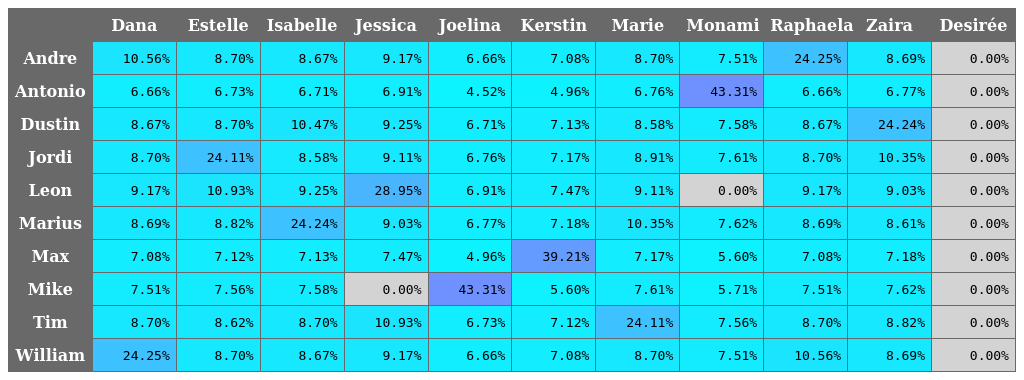 Dana Estelle Isabelle Jessica Joelina Kerstin Marie Monami Raphaela Zaira Desirée
Andre 10.56% 8.70% 8.67% 9.17% 6.66% 7.08% 8.70% 7.51% 24.25% 8.69% 0.00%
Antonio 6.66% 6.73% 6.71% 6.91% 4.52% 4.96% 6.76% 43.31% 6.66% 6.77% 0.00%
Dustin 8.67% 8.70% 10.47% 9.25% 6.71% 7.13% 8.58% 7.58% 8.67% 24.24% 0.00%
Jordi 8.70% 24.11% 8.58% 9.11% 6.76% 7.17% 8.91% 7.61% 8.70% 10.35% 0.00%
Leon 9.17% 10.93% 9.25% 28.95% 6.91% 7.47% 9.11% 0.00% 9.17% 9.03% 0.00%
Marius 8.69% 8.82% 24.24% 9.03% 6.77% 7.18% 10.35% 7.62% 8.69% 8.61% 0.00%
Max 7.08% 7.12% 7.13% 7.47% 4.96% 39.21% 7.17% 5.60% 7.08% 7.18% 0.00%
Mike 7.51% 7.56% 7.58% 0.00% 43.31% 5.60% 7.61% 5.71% 7.51% 7.62% 0.00%
Tim 8.70% 8.62% 8.70% 10.93% 6.73% 7.12% 24.11% 7.56% 8.70% 8.82% 0.00%
William 24.25% 8.70% 8.67% 9.17% 6.66% 7.08% 8.70% 7.51% 10.56% 8.69% 0.00%